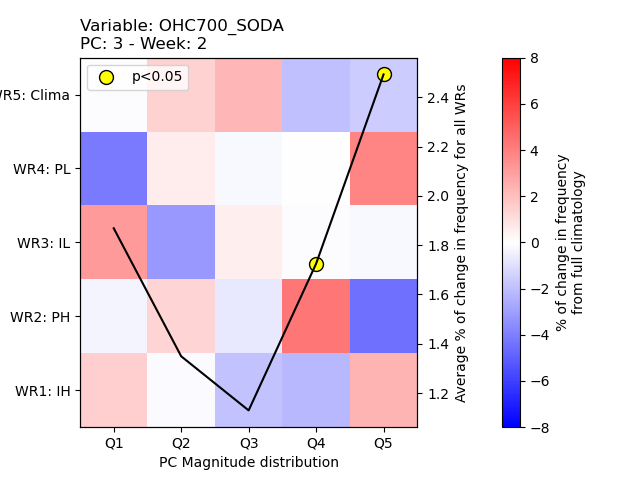 Variable: OHC700_SODA
PC: 3 - Week: 2
p<0.05
WR5: Clima
WR4: PL
WR3: IL
WR2: PH
WR1: IH
Q1 Q2 Q3 Q4 Q5
PC Magnitude distribution
2.4
2.2
2.0
1.8
1.6
1.4
1.2
Average % of change in frequency for all WRs
8
6
4
2
0
−2
−4
−6
−8
% of change in frequency
from full climatology